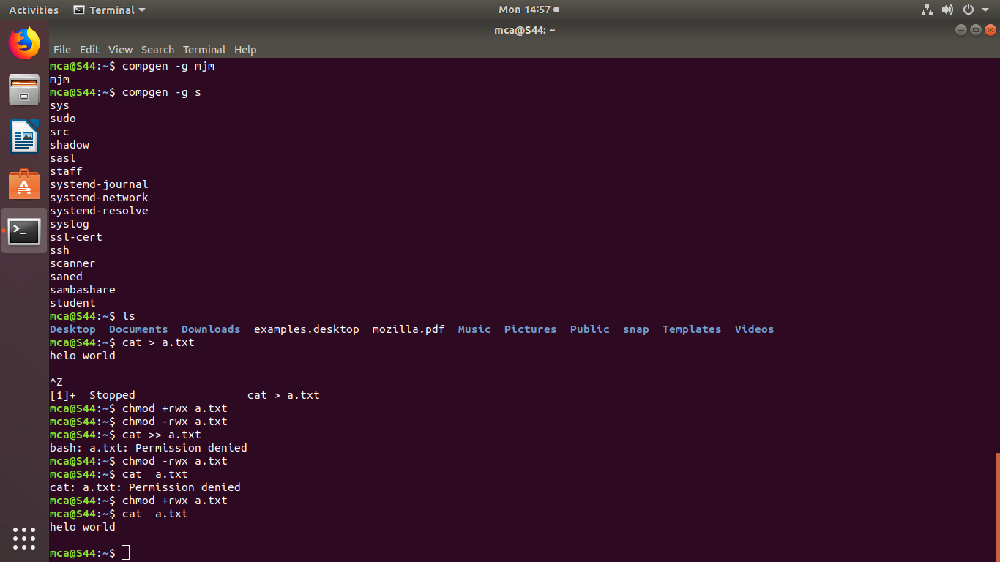 Activities Terminal Mon 14:57
mca@S44: ~
File Edit View Search Terminal Help
mca@S44:~$ compgen -g mjm
mjm
mca@S44:~$ compgen -g s
sys
sudo
src
shadow
sasl
staff
systemd-journal
systemd-network
systemd-resolve
syslog
ssl-cert
ssh
scanner
saned
sambashare
student
mca@S44:~$ ls
Desktop Documents Downloads examples.desktop mozilla.pdf Music Pictures Public snap Templates Videos
mca@S44:~$ cat > a.txt
helo world
^Z
[1]+  Stopped                 cat > a.txt
mca@S44:~$ chmod +rwx a.txt
mca@S44:~$ chmod -rwx a.txt
mca@S44:~$ cat >> a.txt
bash: a.txt: Permission denied
mca@S44:~$ chmod -rwx a.txt
mca@S44:~$ cat  a.txt
cat: a.txt: Permission denied
mca@S44:~$ chmod +rwx a.txt
mca@S44:~$ cat  a.txt
helo world
mca@S44:~$